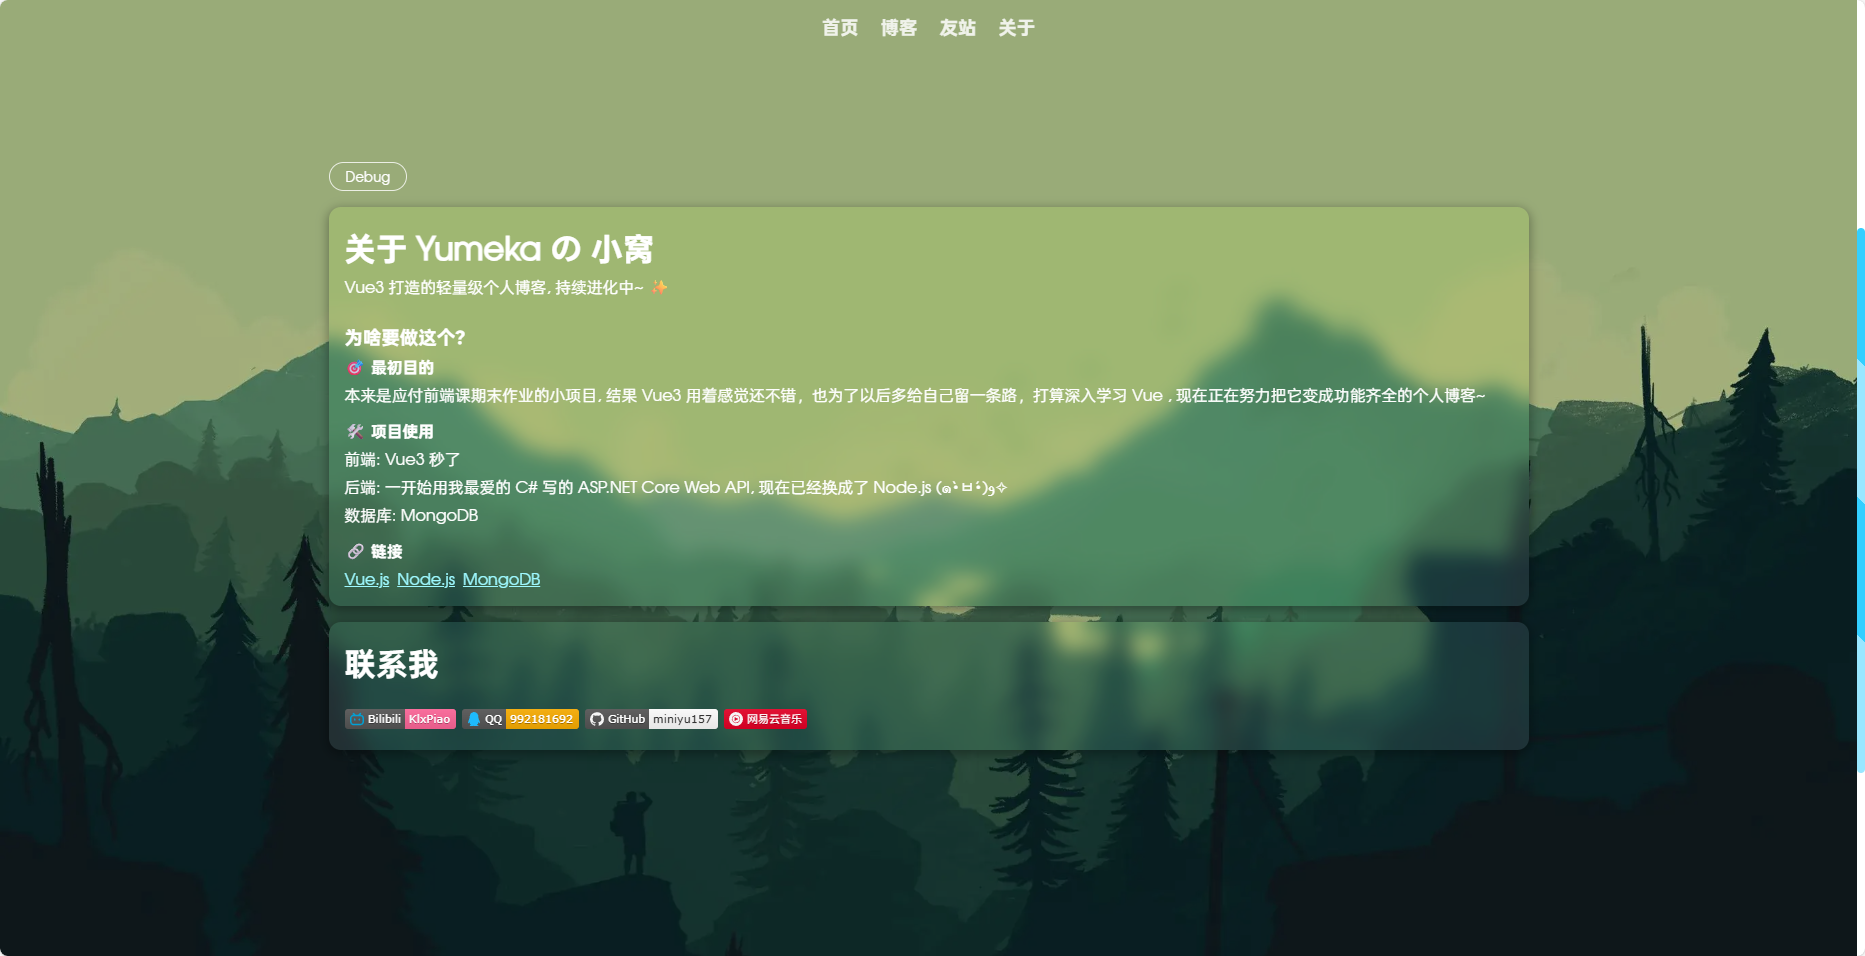 首页 博客 友站 关于
Debug
关于 Yumeka の 小窝
Vue3 打造的轻量级个人博客, 持续进化中~ ✨
为啥要做这个?
🎯 最初目的
本来是应付前端课期末作业的小项目, 结果 Vue3 用着感觉还不错，也为了以后多给自己留一条路，打算深入学习 Vue , 现在正在努力把它变成功能齐全的个人博客~
🛠️ 项目使用
前端: Vue3 秒了
后端: 一开始用我最爱的 C# 写的 ASP.NET Core Web API, 现在已经换成了 Node.js (๑•̀ㅂ•́)و✧
数据库: MongoDB
🔗 链接
Vue.js Node.js MongoDB
联系我
Bilibili KlxPiao QQ 992181692 GitHub miniyu157 网易云音乐